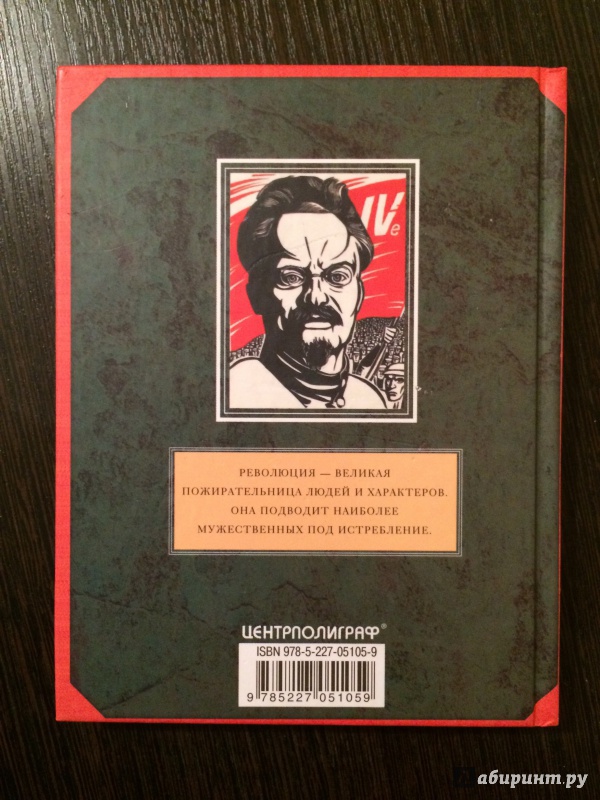 IVe
РЕВОЛЮЦИЯ — ВЕЛИКАЯ
ПОЖИРАТЕЛЬНИЦА ЛЮДЕЙ И ХАРАКТЕРОВ.
ОНА ПОДВОДИТ НАИБОЛЕЕ
МУЖЕСТВЕННЫХ ПОД ИСТРЕБЛЕНИЕ.
ЦЕНТРПОЛИГРАФ®
ISBN 978-5-227-05105-9
9 785227 051059
абиринт.ру